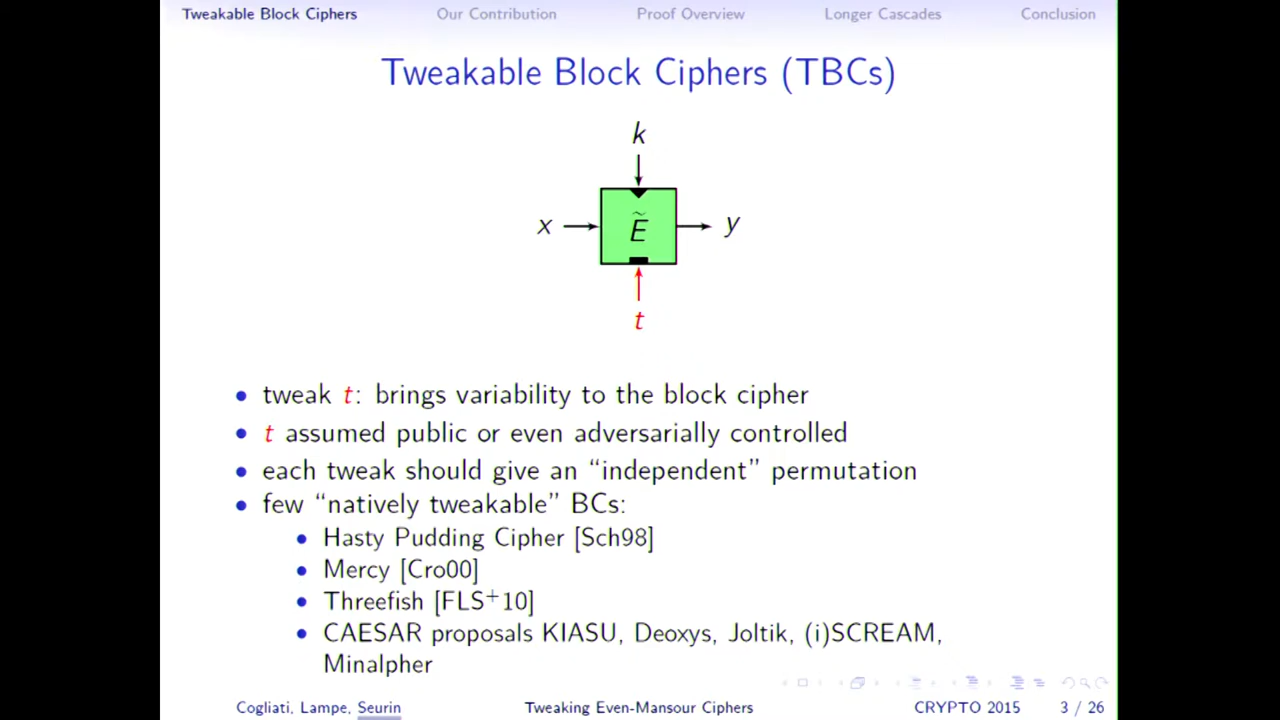 Tweakable Block Ciphers Our Contribution Proof Overview Longer Cascades Conclusion
Tweakable Block Ciphers (TBCs)
k
x Ẽ y
t
• tweak t: brings variability to the block cipher
• t assumed public or even adversarially controlled
• each tweak should give an “independent” permutation
• few “natively tweakable” BCs:
• Hasty Pudding Cipher [Sch98]
• Mercy [Cro00]
• Threefish [FLS⁺10]
• CAESAR proposals KIASU, Deoxys, Joltik, (i)SCREAM,
Minalpher
Cogliati, Lampe, Seurin Tweaking Even-Mansour Ciphers CRYPTO 2015 3 / 26